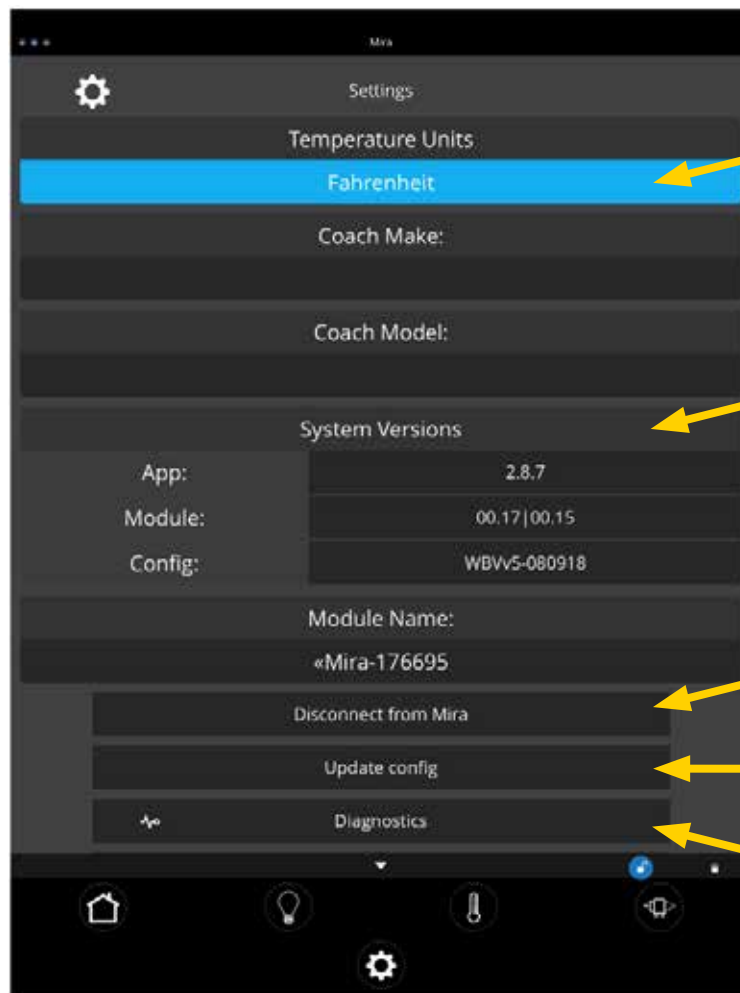 Mira
Settings
Temperature Units
Fahrenheit
Coach Make:
Coach Model:
System Versions
App: 2.8.7
Module: 00.17|00.15
Config: WBVv5-080918
Module Name:
«Mira-176695
Disconnect from Mira
Update config
Diagnostics